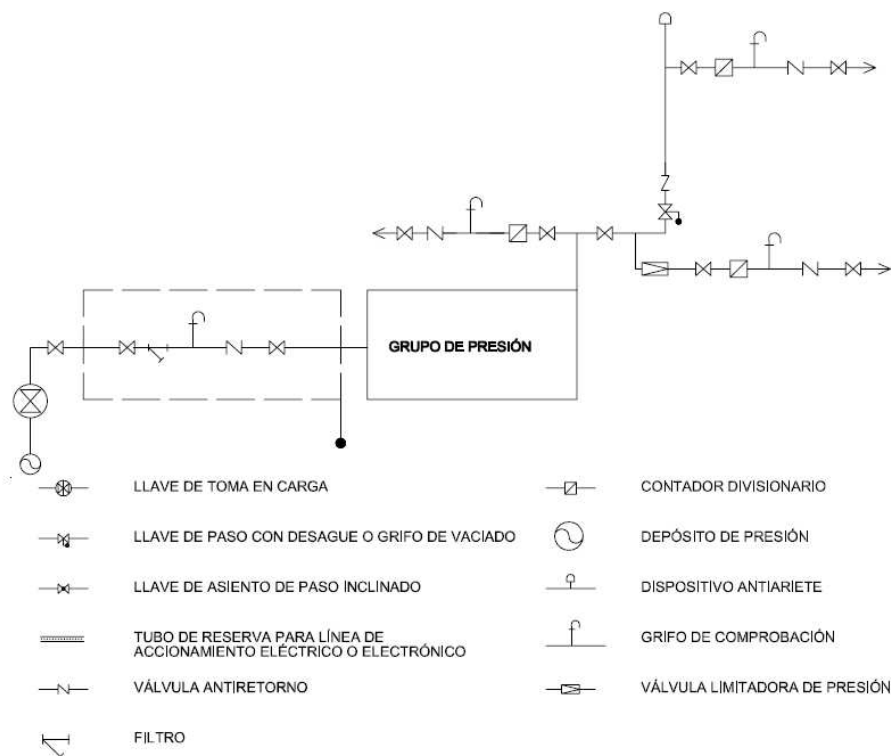 GRUPO DE PRESIÓN
LLAVE DE TOMA EN CARGA
LLAVE DE PASO CON DESAGUE O GRIFO DE VACIADO
LLAVE DE ASIENTO DE PASO INCLINADO
TUBO DE RESERVA PARA LÍNEA DE
ACCIONAMIENTO ELÉCTRICO O ELECTRÓNICO
VÁLVULA ANTIRETORNO
FILTRO
CONTADOR DIVISIONARIO
DEPÓSITO DE PRESIÓN
DISPOSITIVO ANTIARIETE
GRIFO DE COMPROBACIÓN
VÁLVULA LIMITADORA DE PRESIÓN